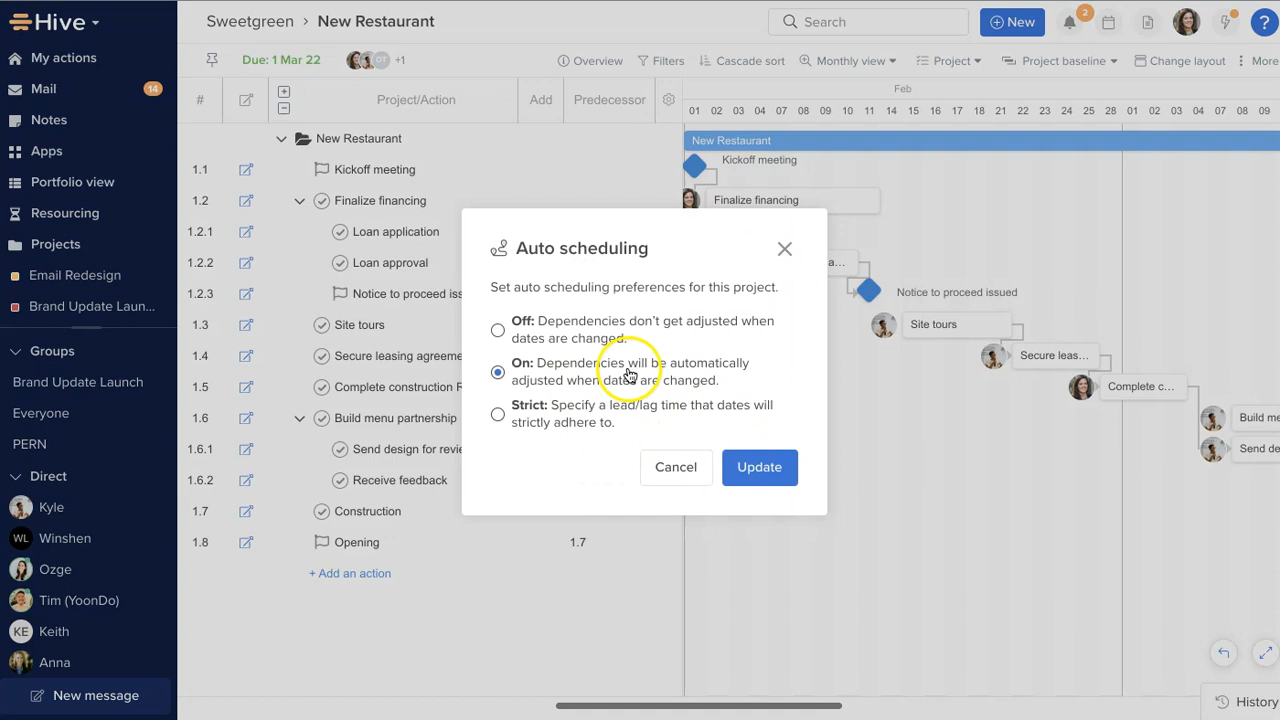 Hive
My actions
Mail
14
Notes
Apps
Portfolio view
Resourcing
Projects
Email Redesign
Brand Update Laun...
Groups
Brand Update Launch
Everyone
PERN
Direct
Kyle
WL Winshen
Ozge
Tim (YoonDo)
KE Keith
Anna
New message
Sweetgreen > New Restaurant
Search
New
2
?
Due: 1 Mar 22
+1
Overview
Filters
Cascade sort
Monthly view
Project
Project baseline
Change layout
More
# Project/Action Add Predecessor
Feb
01 02 03 04 07 08 09 10 11 14 15 16 17 18 21 22 23 24 25 28 01 02 03 04 07 08 09
New Restaurant
1.1 Kickoff meeting
1.2 Finalize financing
1.2.1 Loan application
1.2.2 Loan approval
1.2.3 Notice to proceed iss
1.3 Site tours
1.4 Secure leasing agreeme
1.5 Complete construction R
1.6 Build menu partnership
1.6.1 Send design for revie
1.6.2 Receive feedback
1.7 Construction
1.8 Opening 1.7
+ Add an action
New Restaurant
Kickoff meeting
Finalize financing
a...
Notice to proceed issued
Site tours
Secure leas...
Complete c...
Build me
Send de
Auto scheduling
Set auto scheduling preferences for this project.
Off: Dependencies don't get adjusted when
dates are changed.
On: Dependencies will be automatically
adjusted when dates are changed.
Strict: Specify a lead/lag time that dates will
strictly adhere to.
Cancel
Update
History